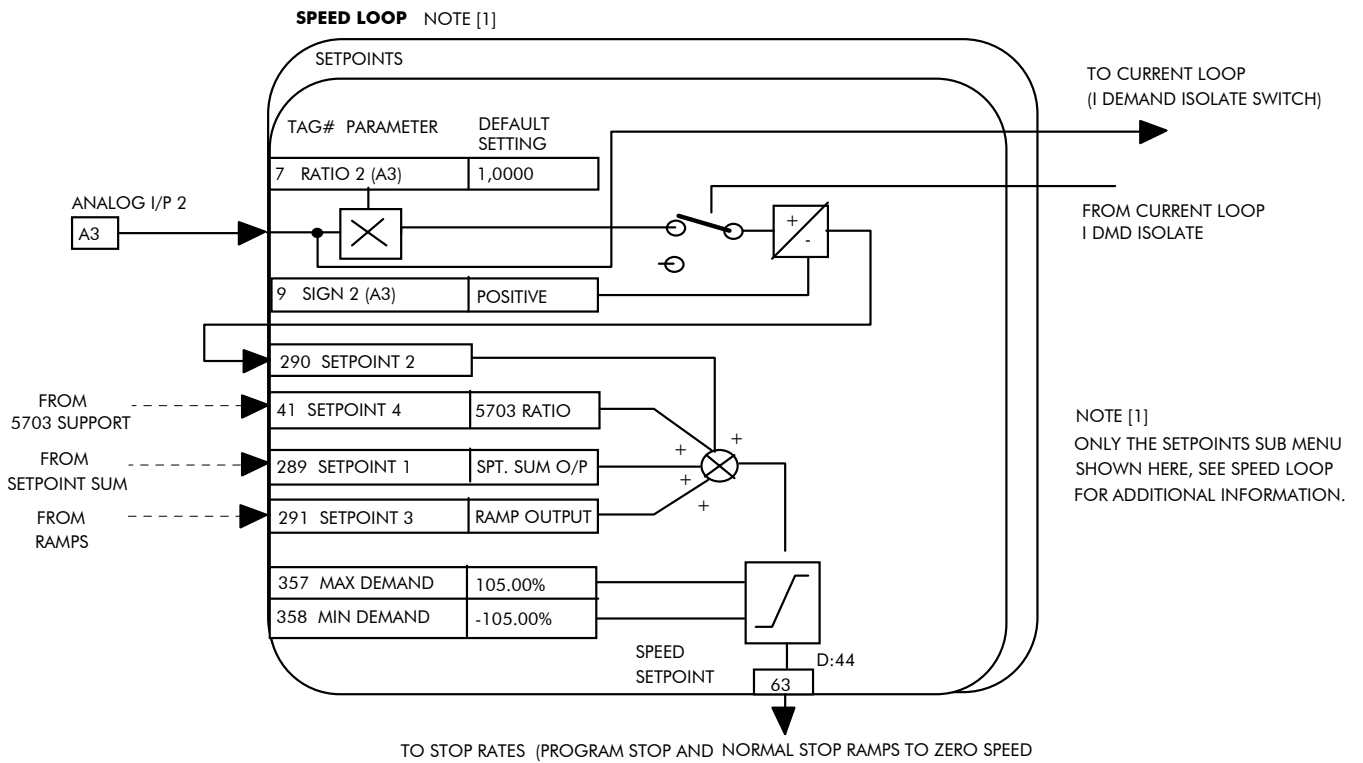 SPEED LOOP NOTE [1]
SETPOINTS
TO CURRENT LOOP
(I DEMAND ISOLATE SWITCH)
TAG# PARAMETER
DEFAULT
SETTING
7 RATIO 2 (A3) 1,0000
ANALOG I/P 2
A3
FROM CURRENT LOOP
I DMD ISOLATE
+
-
9 SIGN 2 (A3) POSITIVE
290 SETPOINT 2
FROM
5703 SUPPORT
41 SETPOINT 4 5703 RATIO
NOTE [1]
ONLY THE SETPOINTS SUB MENU
SHOWN HERE, SEE SPEED LOOP
FOR ADDITIONAL INFORMATION.
+
+
FROM
SETPOINT SUM
289 SETPOINT 1 SPT. SUM O/P
+
+
FROM
RAMPS
291 SETPOINT 3 RAMP OUTPUT
357 MAX DEMAND 105.00%
358 MIN DEMAND -105.00%
SPEED
SETPOINT
D:44
63
TO STOP RATES (PROGRAM STOP AND NORMAL STOP RAMPS TO ZERO SPEED